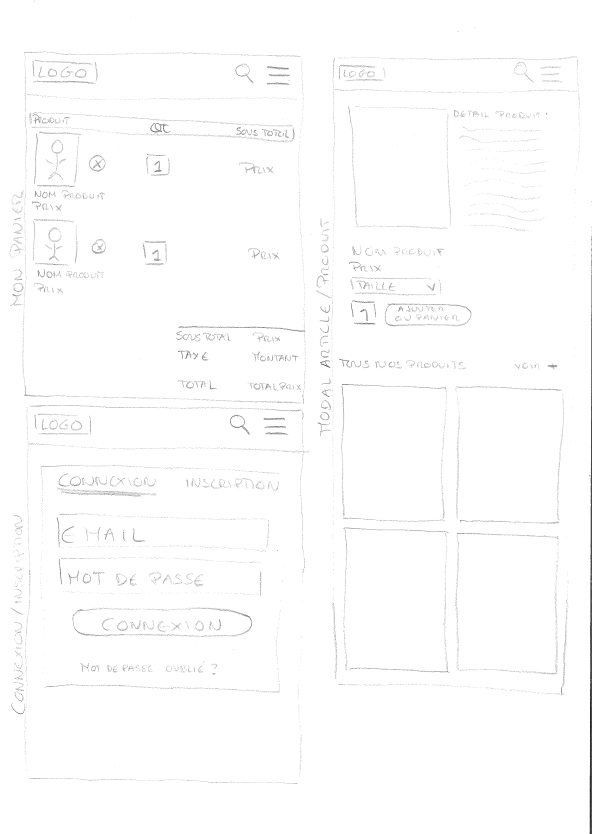 MON PANIER
LOGO
PRODUIT
QTE
SOUS TOTAL
1
PRIX
NOM PRODUIT
PRIX
1
PRIX
NOM PRODUIT
PRIX
SOUS TOTAL PRIX
TAXE MONTANT
TOTAL TOTAL PRIX
CONNEXION / INSCRIPTION
LOGO
CONNEXION INSCRIPTION
EMAIL
MOT DE PASSE
CONNEXION
MOT DE PASSE OUBLIÉ ?
MODAL ARTICLE / PRODUIT
LOGO
DETAIL PRODUIT :
NOM PRODUIT
PRIX
TAILLE
1
AJOUTER
AU PANIER
TOUS NOS PRODUITS
VOIR +